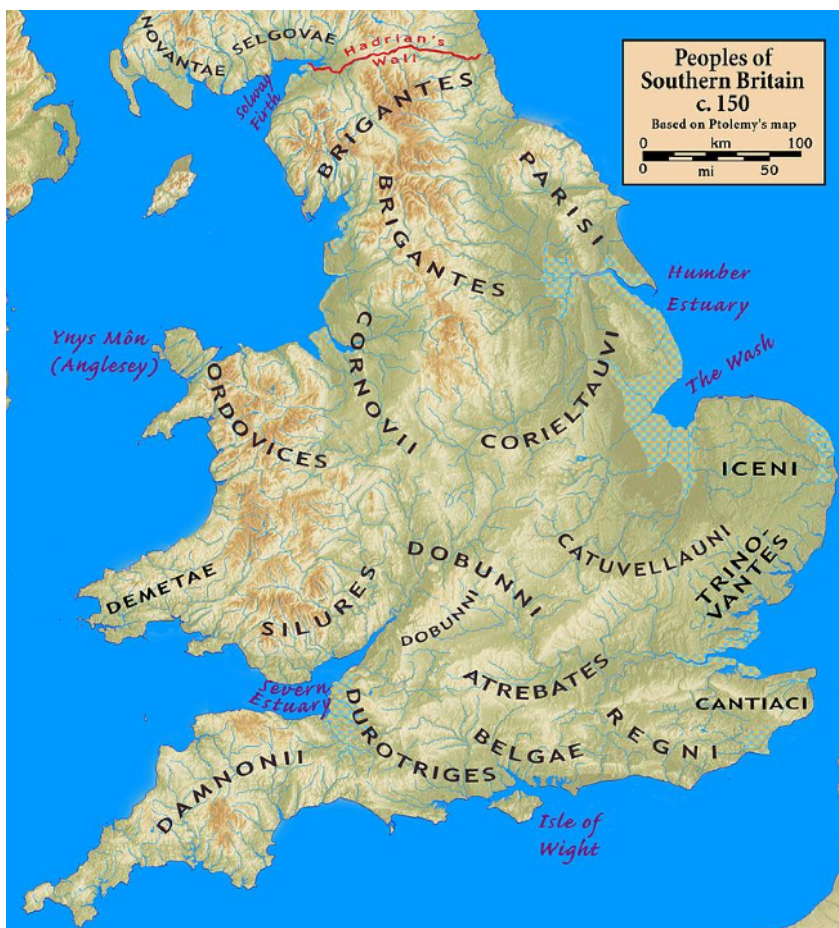 NOVANTAE
SELGOVAE
Hadrian's
Wall
Solway
Firth
Peoples of
Southern Britain
c. 150
Based on Ptolemy's map
0 km 100
0 mi 50
BRIGANTES
BRIGANTES
PARISI
Humber
Estuary
Ynys Môn
(Anglesey)
The Wash
CORNOVII
ORDOVICES
CORIELTAUVI
ICENI
CATUVELLAUNI
TRINO-
VANTES
DOBUNNI
DOBUNNI
DEMETAE
SILURES
ATREBATES
CANTIACI
Severn
Estuary
DUROTRIGES
BELGAE
REGNI
DAMNONII
Isle of
Wight